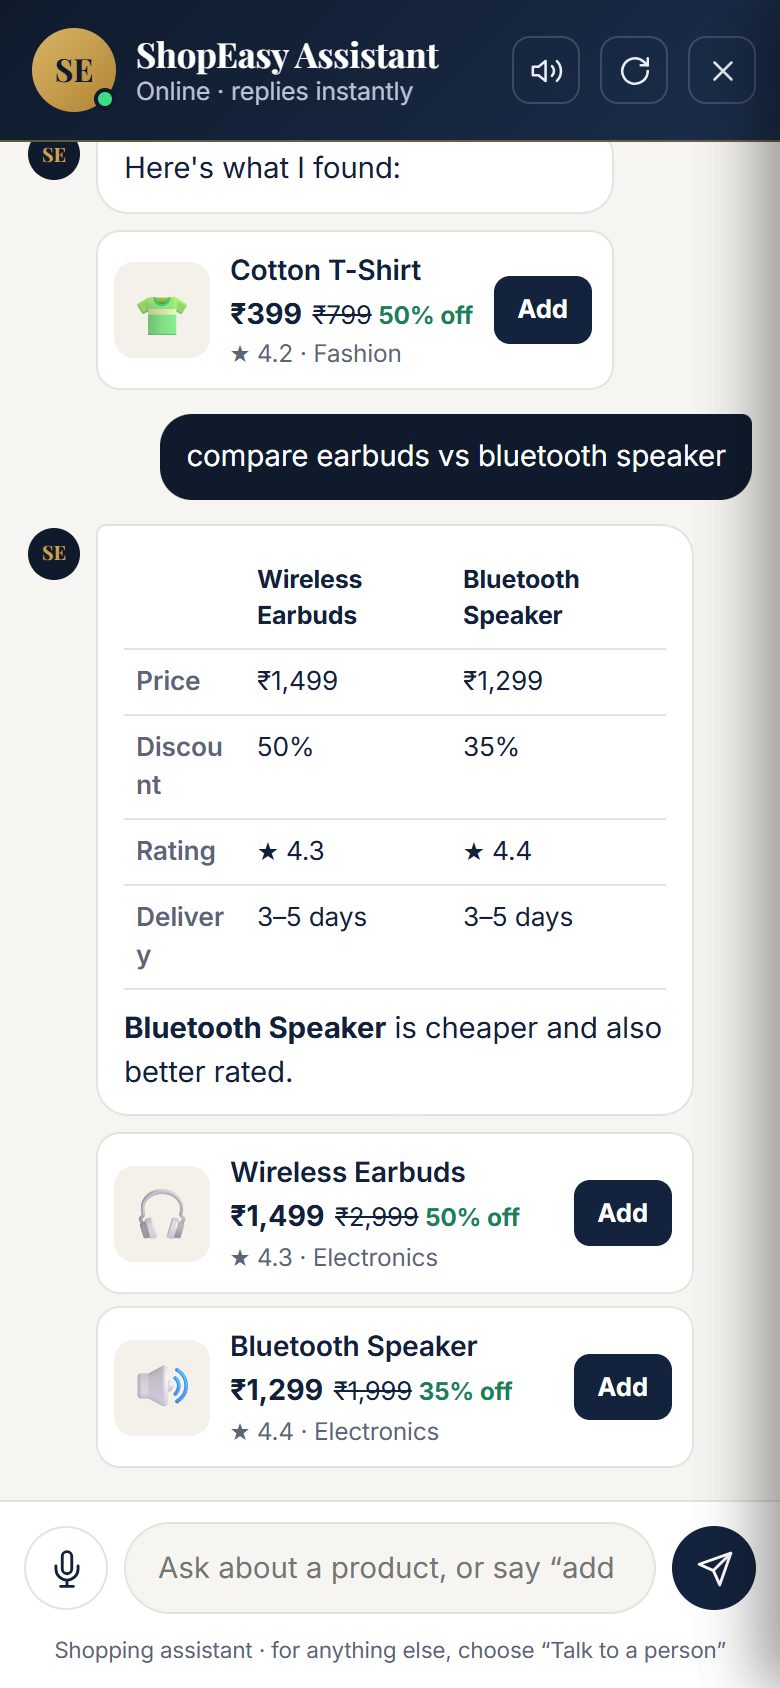 SE
ShopEasy Assistant
Online · replies instantly
SE
Here's what I found:
Cotton T-Shirt
₹399 ₹799 50% off
★ 4.2 · Fashion
Add
compare earbuds vs bluetooth speaker
SE
Wireless Earbuds
Bluetooth Speaker
Price ₹1,499 ₹1,299
Discou
nt 50% 35%
Rating ★ 4.3 ★ 4.4
Deliver
y 3–5 days 3–5 days
Bluetooth Speaker is cheaper and also
better rated.
Wireless Earbuds
₹1,499 ₹2,999 50% off
★ 4.3 · Electronics
Add
Bluetooth Speaker
₹1,299 ₹1,999 35% off
★ 4.4 · Electronics
Add
Ask about a product, or say “add
Shopping assistant · for anything else, choose “Talk to a person”